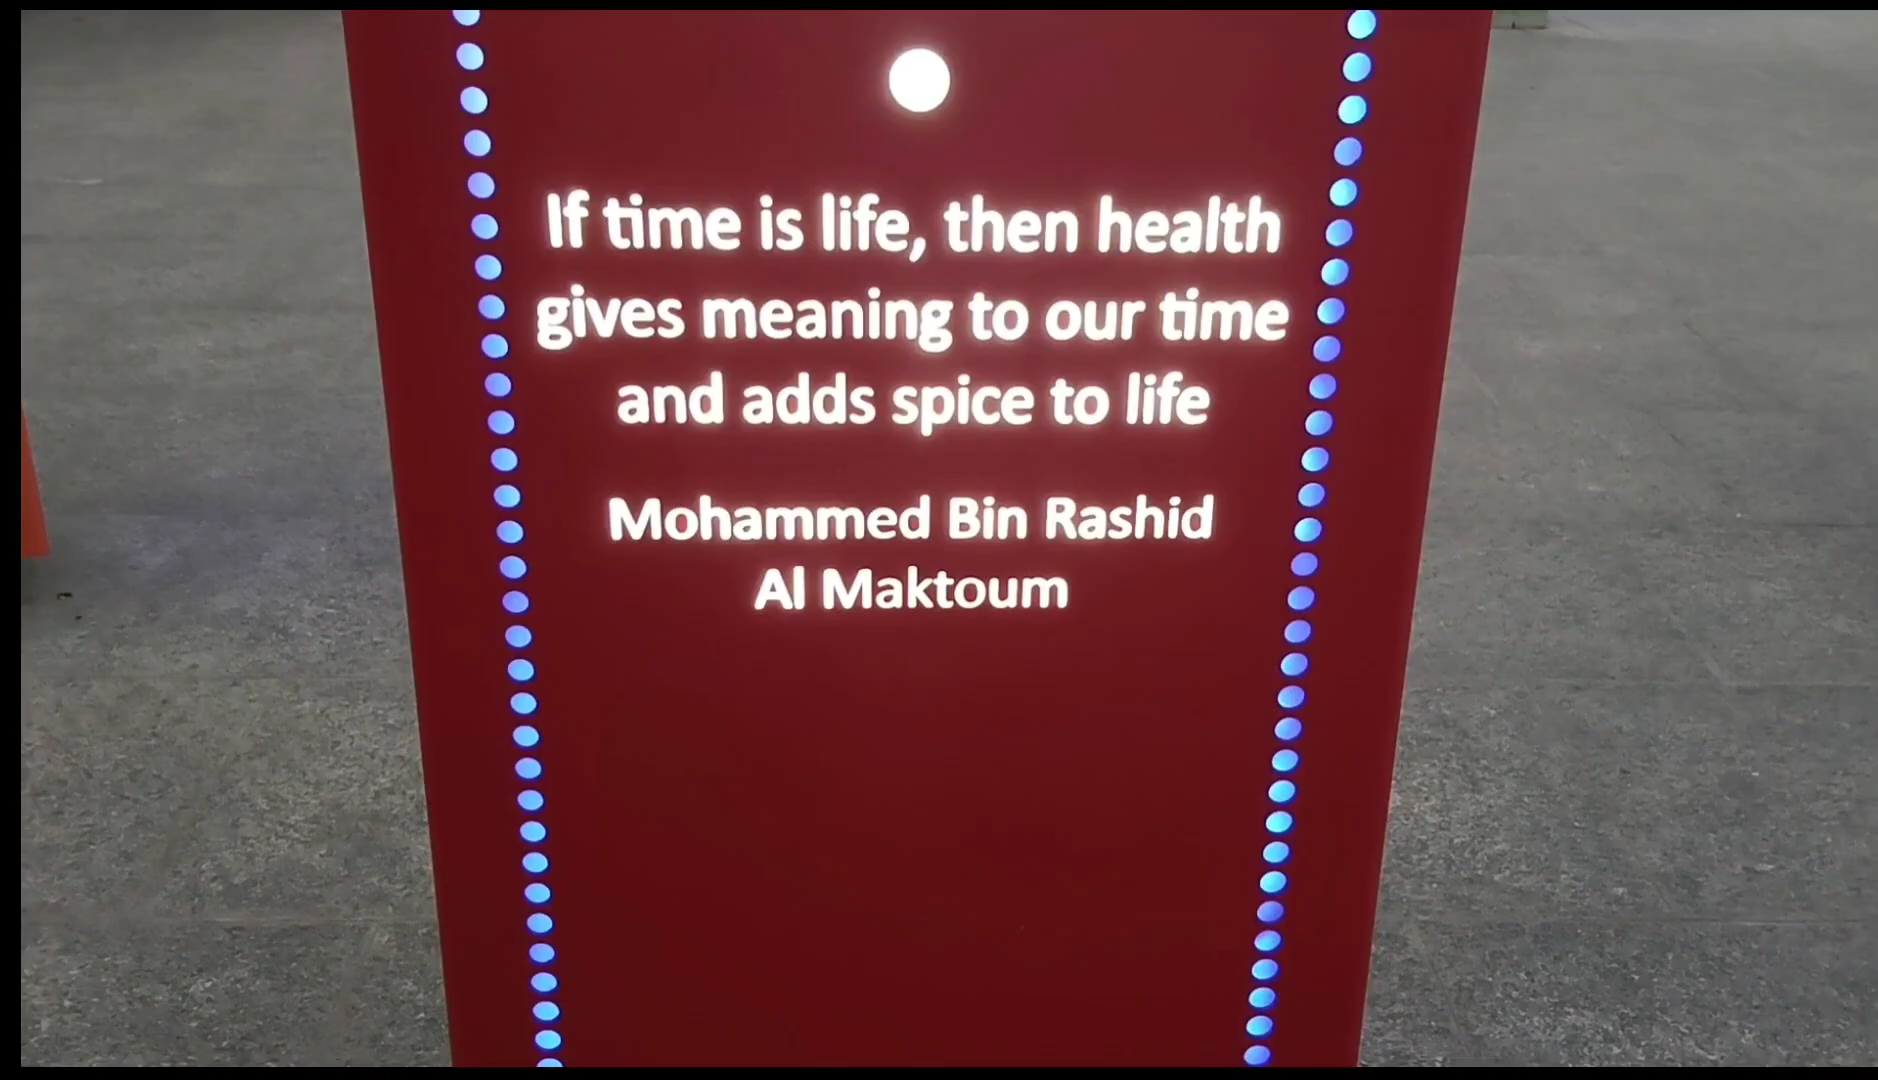 If time is life, then health
gives meaning to our time
and adds spice to life
Mohammed Bin Rashid
Al Maktoum